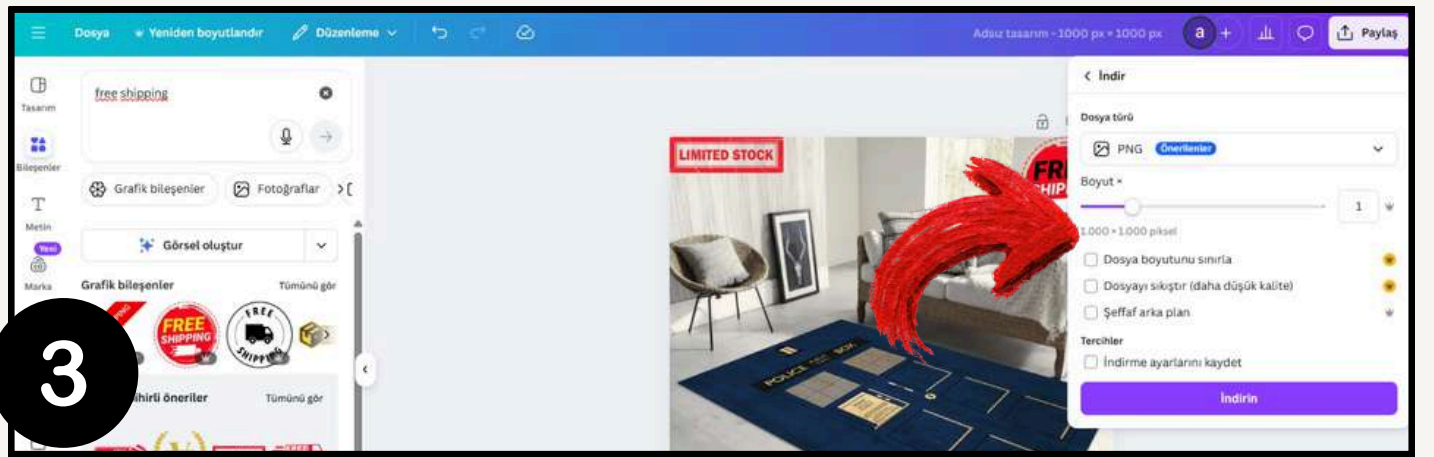 Dosya
Yeniden boyutlandır
Düzenleme
Adsız tasarım - 1000 px × 1000 px
a
+
Paylaş
Tasarım
Bileşenler
Metin
Yeni
Marka
free shipping
Grafik bileşenler
Fotoğraflar
Görsel oluştur
Grafik bileşenler
Tümünü gör
FREE
SHIPPING
FREE
SHIPPING
hirli öneriler
Tümünü gör
3
LIMITED STOCK
FR
HIP
POLICE
BOX
İndir
Dosya türü
PNG
Önerilenler
Boyut ×
1
1.000 × 1.000 piksel
Dosya boyutunu sınırla
Dosyayı sıkıştır (daha düşük kalite)
Şeffaf arka plan
Tercihler
İndirme ayarlarını kaydet
İndirin